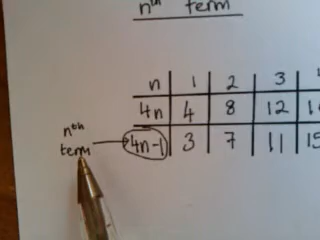 nth term
n 1 2 3
4n 4 8 12
nth term 4n-1 3 7 11 15